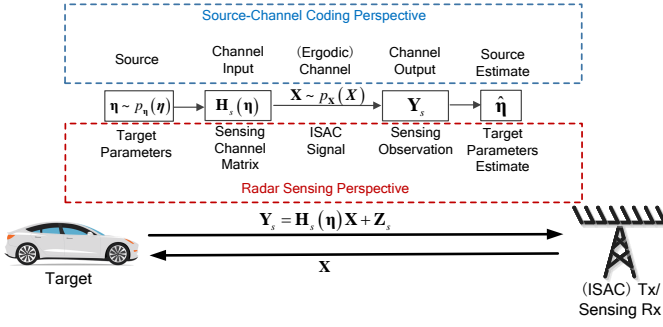 Source-Channel Coding Perspective
Source
Channel
Input
(Ergodic)
Channel
Channel
Output
Source
Estimate
η ~ p_η(η)
H_s(η)
X ~ p_X(X)
Y_s
η̂
Target
Parameters
Sensing
Channel
Matrix
ISAC
Signal
Sensing
Observation
Target
Parameters
Estimate
Radar Sensing Perspective
Y_s = H_s(η)X + Z_s
X
Target
(ISAC) Tx/
Sensing Rx